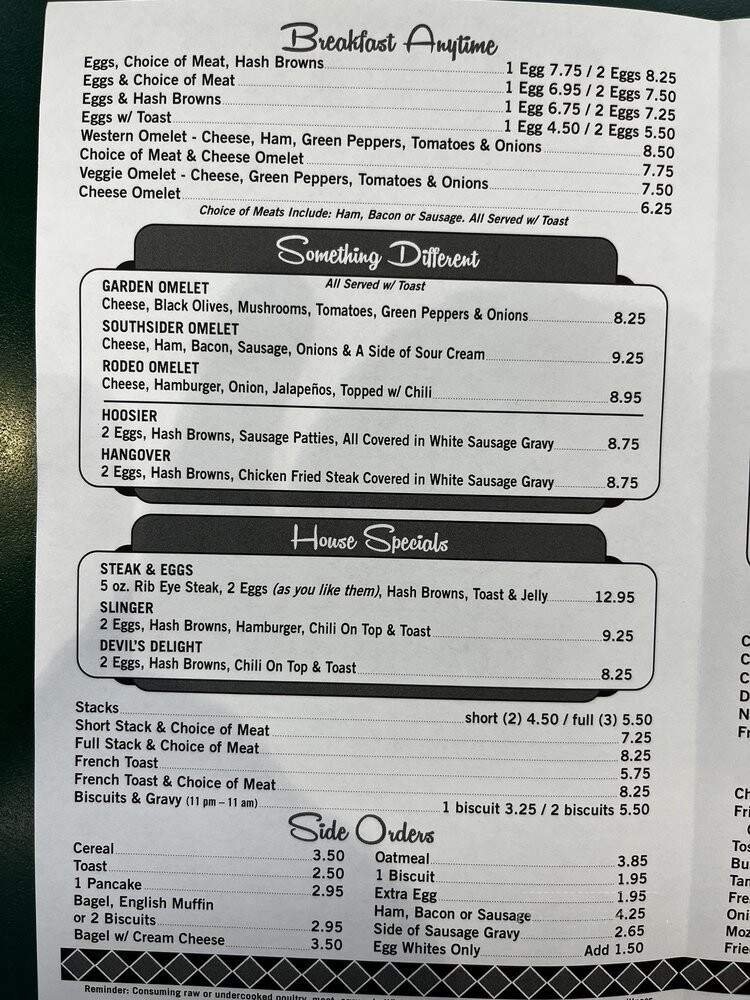 Breakfast Anytime
Eggs, Choice of Meat, Hash Browns 1 Egg 7.75 / 2 Eggs 8.25
Eggs & Choice of Meat 1 Egg 6.95 / 2 Eggs 7.50
Eggs & Hash Browns 1 Egg 6.75 / 2 Eggs 7.25
Eggs w/ Toast 1 Egg 4.50 / 2 Eggs 5.50
Western Omelet - Cheese, Ham, Green Peppers, Tomatoes & Onions 8.50
Choice of Meat & Cheese Omelet 7.75
Veggie Omelet - Cheese, Green Peppers, Tomatoes & Onions 7.50
Cheese Omelet 6.25
Choice of Meats Include: Ham, Bacon or Sausage. All Served w/ Toast
Something Different
All Served w/ Toast
GARDEN OMELET
Cheese, Black Olives, Mushrooms, Tomatoes, Green Peppers & Onions 8.25
SOUTHSIDER OMELET
Cheese, Ham, Bacon, Sausage, Onions & A Side of Sour Cream 9.25
RODEO OMELET
Cheese, Hamburger, Onion, Jalapeños, Topped w/ Chili 8.95
HOOSIER
2 Eggs, Hash Browns, Sausage Patties, All Covered in White Sausage Gravy 8.75
HANGOVER
2 Eggs, Hash Browns, Chicken Fried Steak Covered in White Sausage Gravy 8.75
House Specials
STEAK & EGGS
5 oz. Rib Eye Steak, 2 Eggs (as you like them), Hash Browns, Toast & Jelly 12.95
SLINGER
2 Eggs, Hash Browns, Hamburger, Chili On Top & Toast 9.25
DEVIL'S DELIGHT
2 Eggs, Hash Browns, Chili On Top & Toast 8.25
Stacks short (2) 4.50 / full (3) 5.50
Short Stack & Choice of Meat 7.25
Full Stack & Choice of Meat 8.25
French Toast 5.75
French Toast & Choice of Meat 8.25
Biscuits & Gravy (11 pm – 11 am) 1 biscuit 3.25 / 2 biscuits 5.50
Side Orders
Cereal 3.50
Toast 2.50
1 Pancake 2.95
Bagel, English Muffin
or 2 Biscuits 2.95
Bagel w/ Cream Cheese 3.50
Oatmeal 3.85
1 Biscuit 1.95
Extra Egg 1.95
Ham, Bacon or Sausage 4.25
Side of Sausage Gravy 2.65
Egg Whites Only Add 1.50
Reminder: Consuming raw or undercooked poultry, meat,